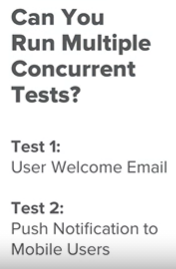 Can You
Run Multiple
Concurrent
Tests?
Test 1:
User Welcome Email
Test 2:
Push Notification to
Mobile Users